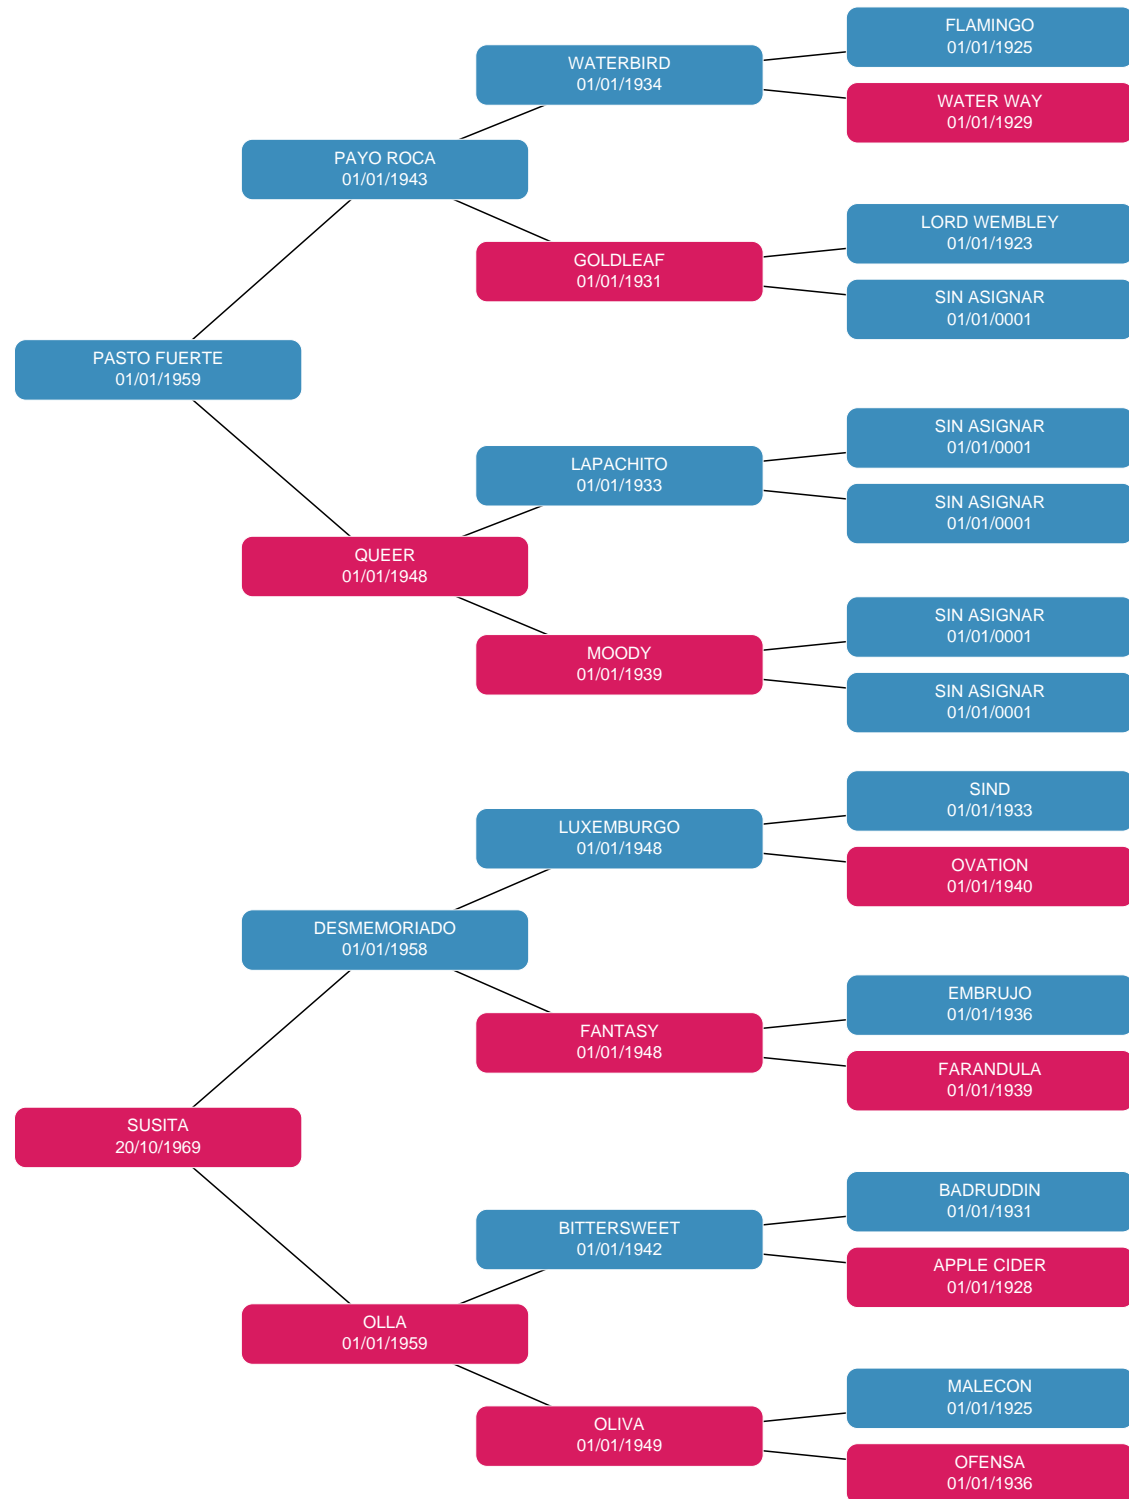 FLAMINGO
01/01/1925
WATERBIRD
01/01/1934
WATER WAY
01/01/1929
PAYO ROCA
01/01/1943
LORD WEMBLEY
01/01/1923
GOLDLEAF
01/01/1931
SIN ASIGNAR
01/01/0001
PASTO FUERTE
01/01/1959
SIN ASIGNAR
01/01/0001
LAPACHITO
01/01/1933
SIN ASIGNAR
01/01/0001
QUEER
01/01/1948
SIN ASIGNAR
01/01/0001
MOODY
01/01/1939
SIN ASIGNAR
01/01/0001
SIND
01/01/1933
LUXEMBURGO
01/01/1948
OVATION
01/01/1940
DESMEMORIADO
01/01/1958
EMBRUJO
01/01/1936
FANTASY
01/01/1948
FARANDULA
01/01/1939
SUSITA
20/10/1969
BADRUDDIN
01/01/1931
BITTERSWEET
01/01/1942
APPLE CIDER
01/01/1928
OLLA
01/01/1959
MALECON
01/01/1925
OLIVA
01/01/1949
OFENSA
01/01/1936